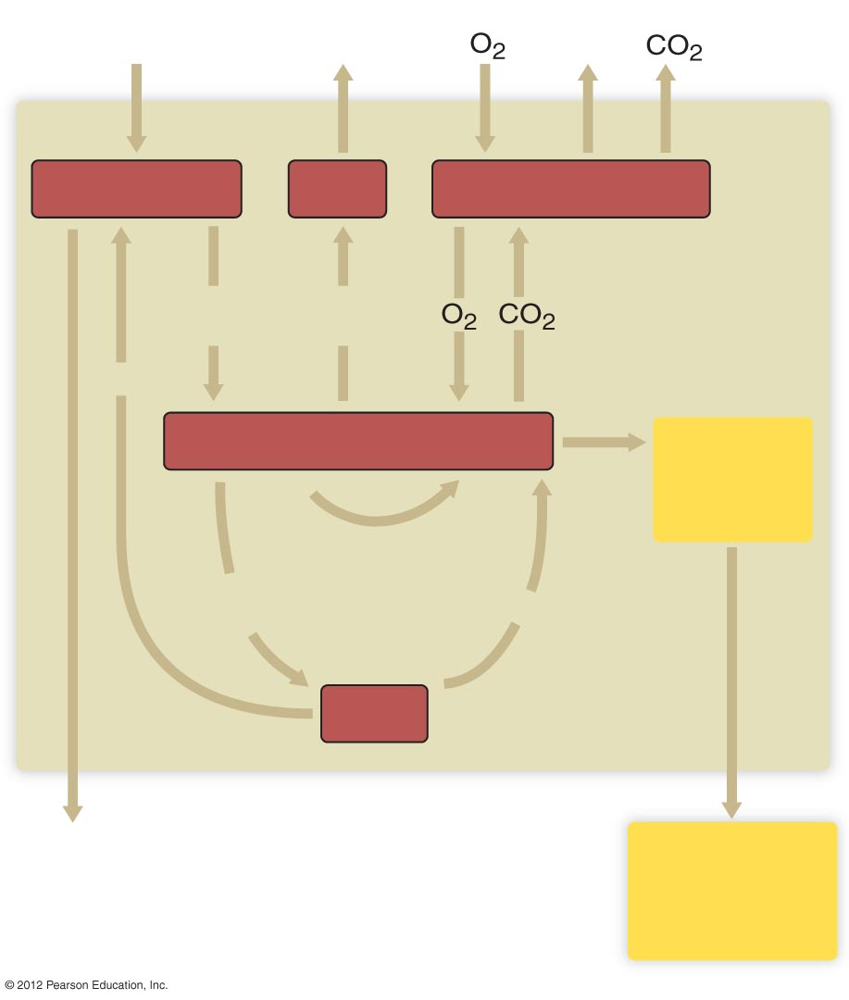 O₂ CO₂
O₂ CO₂
© 2012 Pearson Education, Inc.